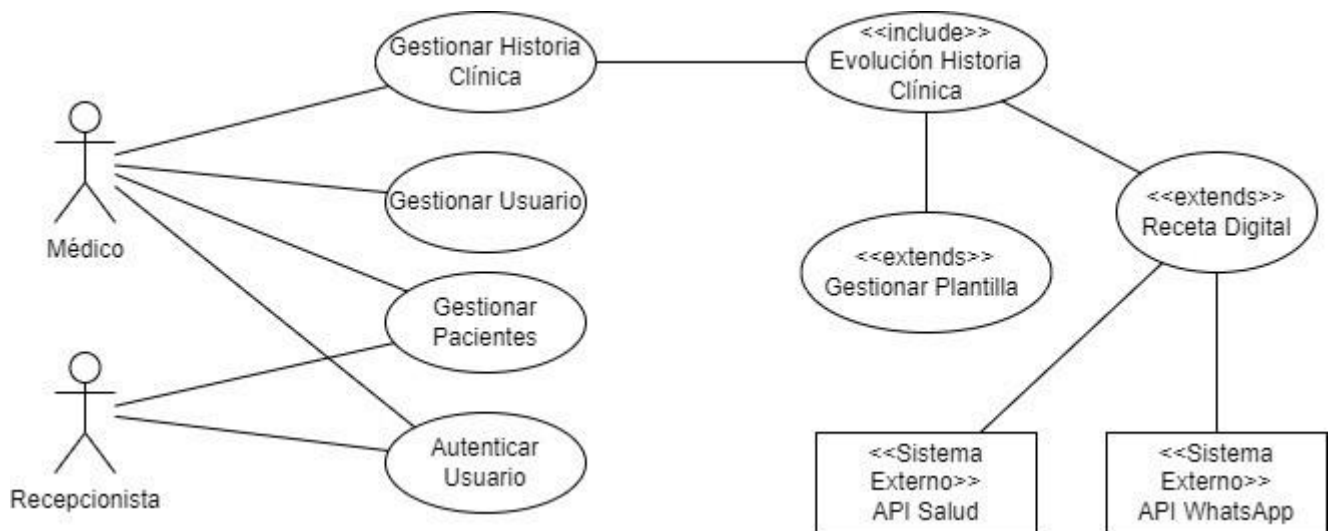 Gestionar Historia
Clínica
<<include>>
Evolución Historia
Clínica
Médico
Gestionar Usuario
<<extends>>
Receta Digital
<<extends>>
Gestionar Plantilla
Gestionar
Pacientes
Recepcionista
Autenticar
Usuario
<<Sistema
Externo>>
API Salud
<<Sistema
Externo>>
API WhatsApp